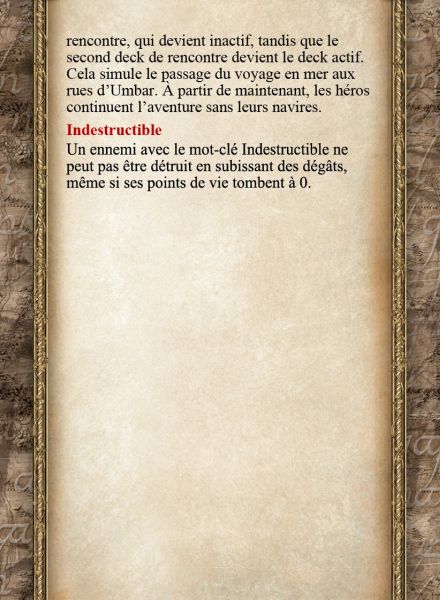 rencontre, qui devient inactif, tandis que le
second deck de rencontre devient le deck actif.
Cela simule le passage du voyage en mer aux
rues d’Umbar. À partir de maintenant, les héros
continuent l’aventure sans leurs navires.
Indestructible
Un ennemi avec le mot-clé Indestructible ne
peut pas être détruit en subissant des dégâts,
même si ses points de vie tombent à 0.